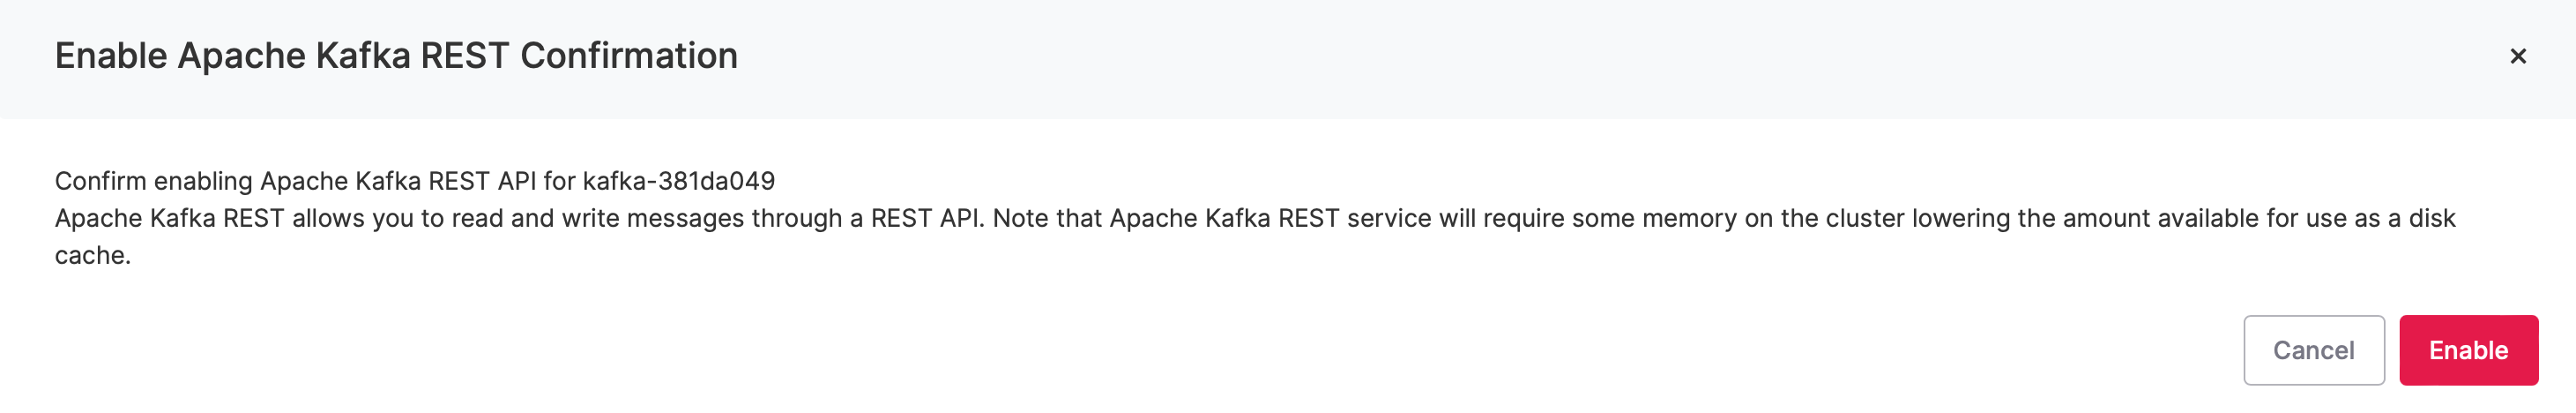 Enable Apache Kafka REST Confirmation
Confirm enabling Apache Kafka REST API for kafka-381da049
Apache Kafka REST allows you to read and write messages through a REST API. Note that Apache Kafka REST service will require some memory on the cluster lowering the amount available for use as a disk
cache.
Cancel
Enable